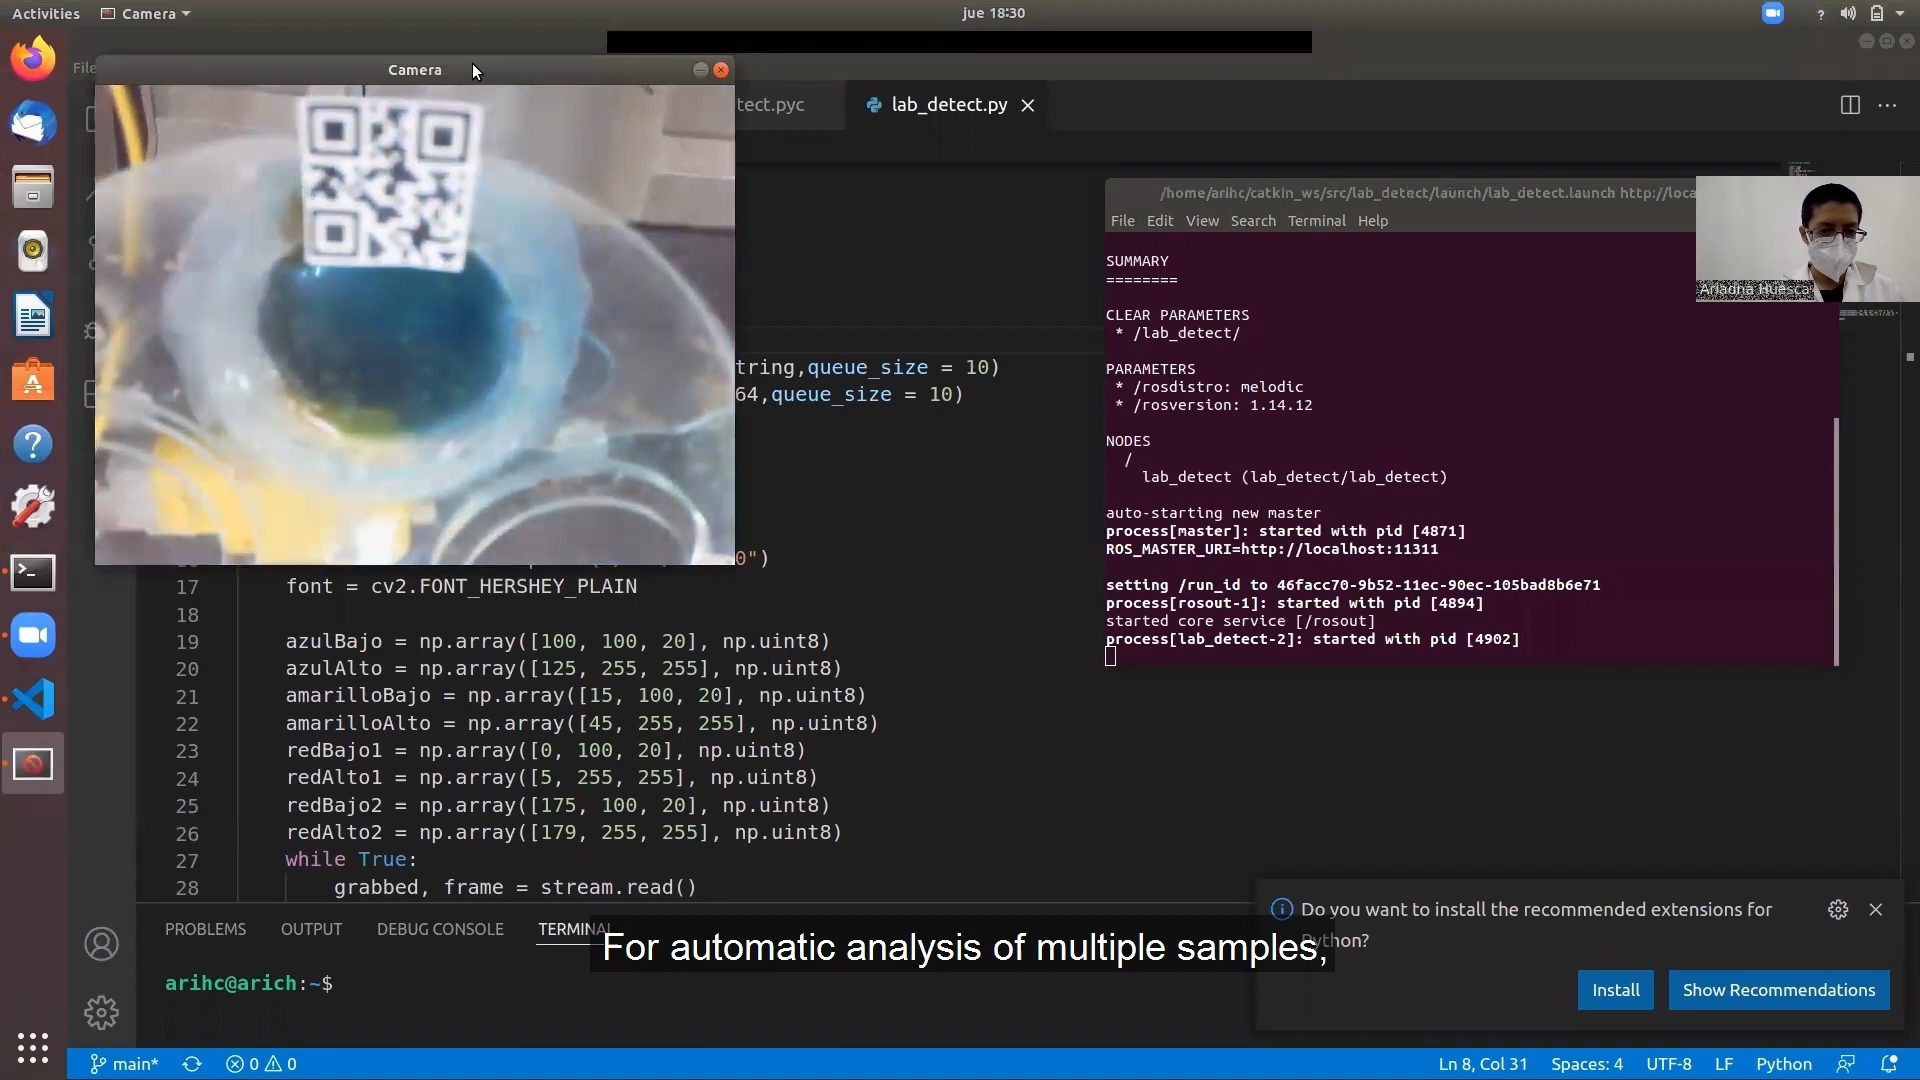 Activities
Camera
jue 18:30
?
File
Camera
tect.pyc
lab_detect.py
/home/arihc/catkin_ws/src/lab_detect/launch/lab_detect.launch http://loca
File Edit View Search Terminal Help
SUMMARY
========
CLEAR PARAMETERS
* /lab_detect/
PARAMETERS
* /rosdistro: melodic
* /rosversion: 1.14.12
NODES
/
lab_detect (lab_detect/lab_detect)
auto-starting new master
process[master]: started with pid [4871]
ROS_MASTER_URI=http://localhost:11311
setting /run_id to 46facc70-9b52-11ec-90ec-105bad8b6e71
process[rosout-1]: started with pid [4894]
started core service [/rosout]
process[lab_detect-2]: started with pid [4902]
Ariadna Huesca
tring,queue_size = 10)
64,queue_size = 10)
0")
17 font = cv2.FONT_HERSHEY_PLAIN
18
19 azulBajo = np.array([100, 100, 20], np.uint8)
20 azulAlto = np.array([125, 255, 255], np.uint8)
21 amarilloBajo = np.array([15, 100, 20], np.uint8)
22 amarilloAlto = np.array([45, 255, 255], np.uint8)
23 redBajo1 = np.array([0, 100, 20], np.uint8)
24 redAlto1 = np.array([5, 255, 255], np.uint8)
25 redBajo2 = np.array([175, 100, 20], np.uint8)
26 redAlto2 = np.array([179, 255, 255], np.uint8)
27 while True:
28 grabbed, frame = stream.read()
PROBLEMS OUTPUT DEBUG CONSOLE TERMINAL
arihc@arich:~$
Do you want to install the recommended extensions for
Python?
Install
Show Recommendations
For automatic analysis of multiple samples,
main*
0 0
Ln 8, Col 31 Spaces: 4 UTF-8 LF Python